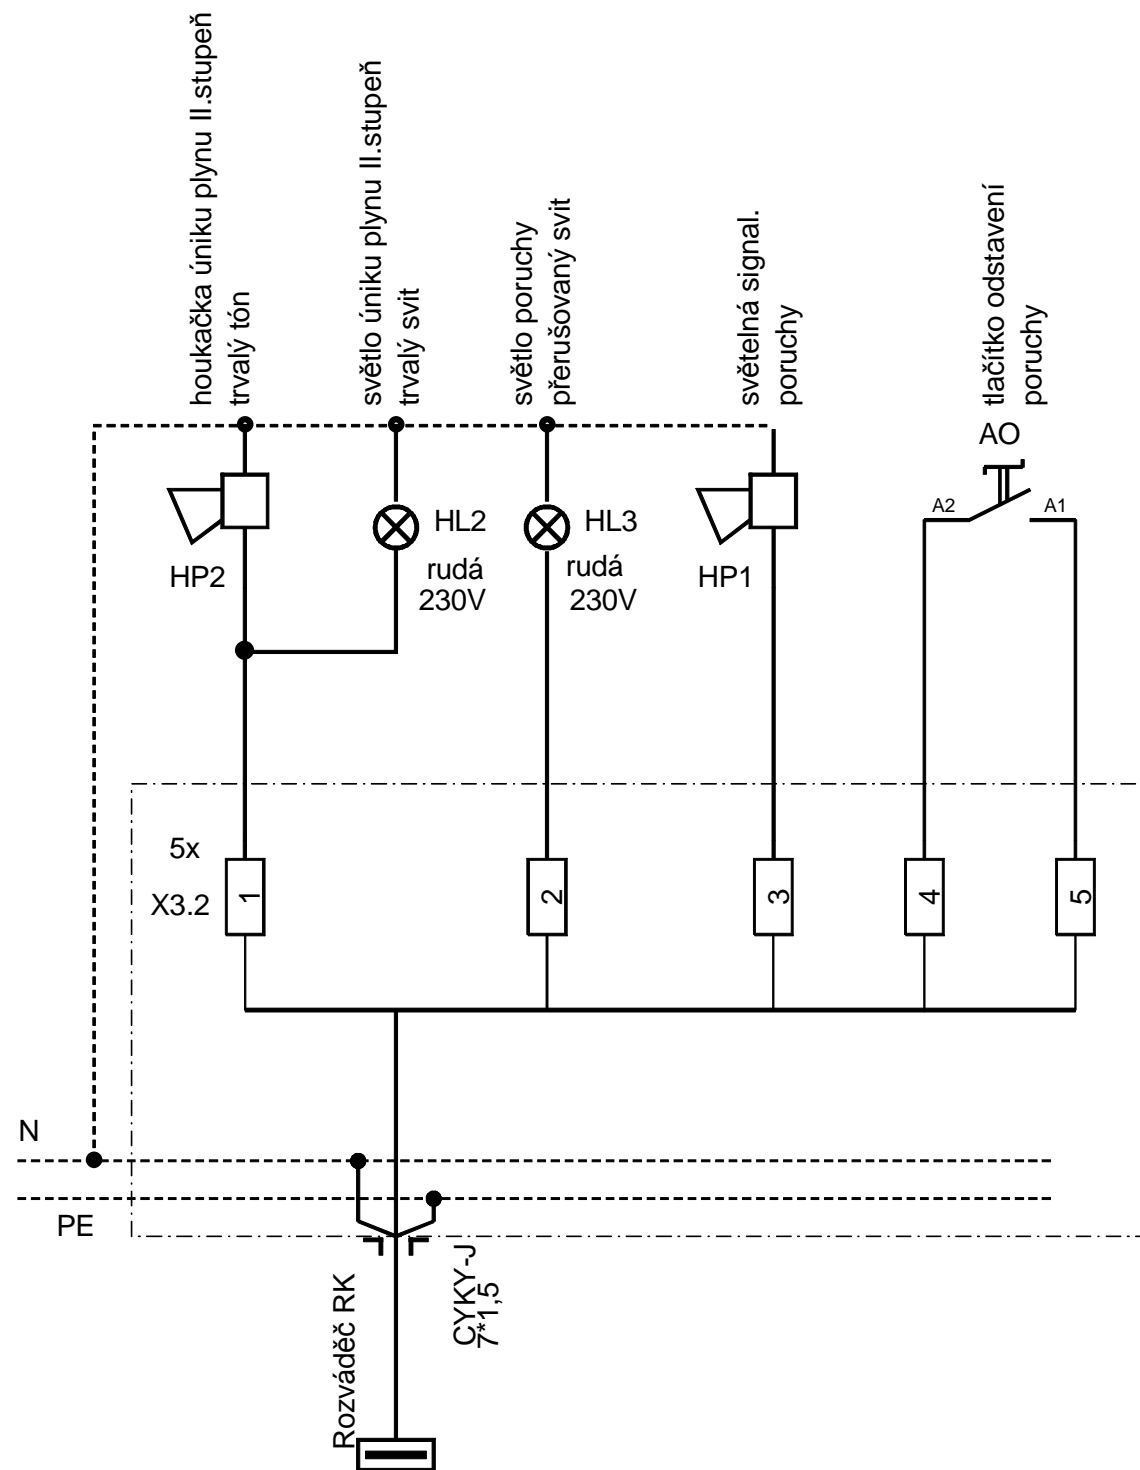 houkačka úniku plynu II.stupeň
trvalý tón
světlo úniku plynu II.stupeň
trvalý svit
světlo poruchy
přerušovaný svit
světelná signal.
poruchy
tlačítko odstavení
poruchy
AO
A2
A1
HP2
HL2
rudá
230V
HL3
rudá
230V
HP1
5x
X3.2
1
2
3
4
5
N
PE
Rozváděč RK
CYKY-J
7*1,5